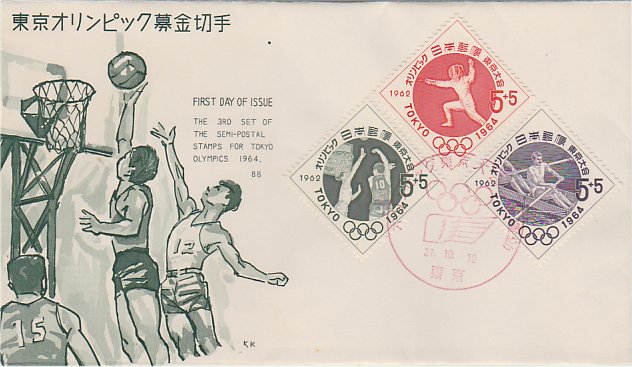 東京オリンピック募金切手
FIRST DAY OF ISSUE
THE 3RD SET OF
THE SEMI-POSTAL
STAMPS FOR TOKYO
OLYMPICS 1964.
88
12
15
KK
オリンピック 日本郵便 東京大会
1962
5+5
TOKYO 1964
オリンピック 日本郵便 東京大会
1962
10
5+5
TOKYO 1964
オリンピック 日本郵便 東京大会
1962
5+5
TOKYO 1964
37.10.10
東京